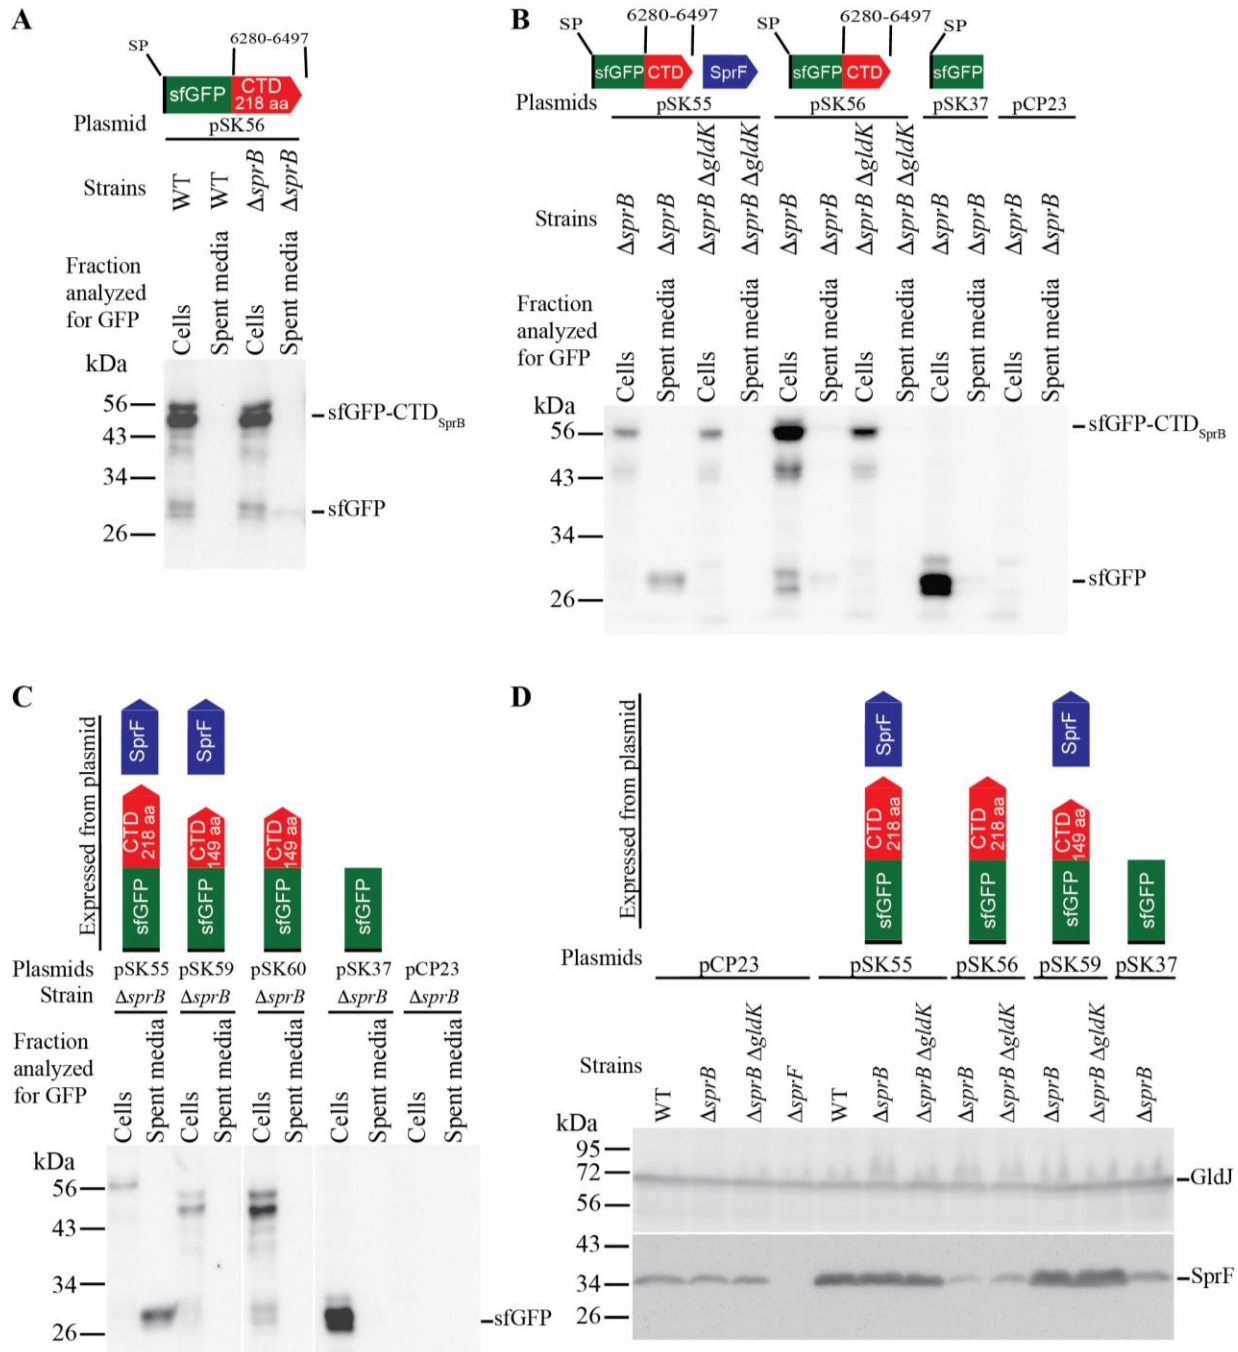 A
SP
6280-6497
sfGFP
CTD
218 aa
Plasmid
pSK56
Strains
WT
WT
ΔsprB
ΔsprB
Fraction
analyzed
for GFP
Cells
Spent media
Cells
Spent media
kDa
56
43
34
26
sfGFP-CTDSprB
sfGFP
B
SP
6280-6497
SP
6280-6497
SP
sfGFP
CTD
SprF
sfGFP
CTD
sfGFP
Plasmids
pSK55
pSK56
pSK37
pCP23
Strains
ΔsprB
ΔsprB
ΔsprB ΔgldK
ΔsprB ΔgldK
ΔsprB
ΔsprB
ΔsprB ΔgldK
ΔsprB ΔgldK
ΔsprB
ΔsprB
ΔsprB
ΔsprB
Fraction
analyzed
for GFP
Cells
Spent media
Cells
Spent media
Cells
Spent media
Cells
Spent media
Cells
Spent media
Cells
Spent media
kDa
56
43
34
26
sfGFP-CTDSprB
sfGFP
C
Expressed from plasmid
SprF
SprF
CTD
218 aa
CTD
149 aa
CTD
149 aa
sfGFP
sfGFP
sfGFP
sfGFP
Plasmids
pSK55
pSK59
pSK60
pSK37
pCP23
Strain
ΔsprB
ΔsprB
ΔsprB
ΔsprB
ΔsprB
Fraction
analyzed
for GFP
Cells
Spent media
Cells
Spent media
Cells
Spent media
Cells
Spent media
Cells
Spent media
kDa
56
43
34
26
sfGFP
D
Expressed from plasmid
SprF
SprF
CTD
218 aa
CTD
218 aa
CTD
149 aa
sfGFP
sfGFP
sfGFP
sfGFP
Plasmids
pCP23
pSK55
pSK56
pSK59
pSK37
Strains
WT
ΔsprB
ΔsprB ΔgldK
ΔsprF
WT
ΔsprB
ΔsprB ΔgldK
ΔsprB
ΔsprB ΔgldK
ΔsprB
ΔsprB ΔgldK
ΔsprB
kDa
95
72
56
43
34
26
GldJ
SprF